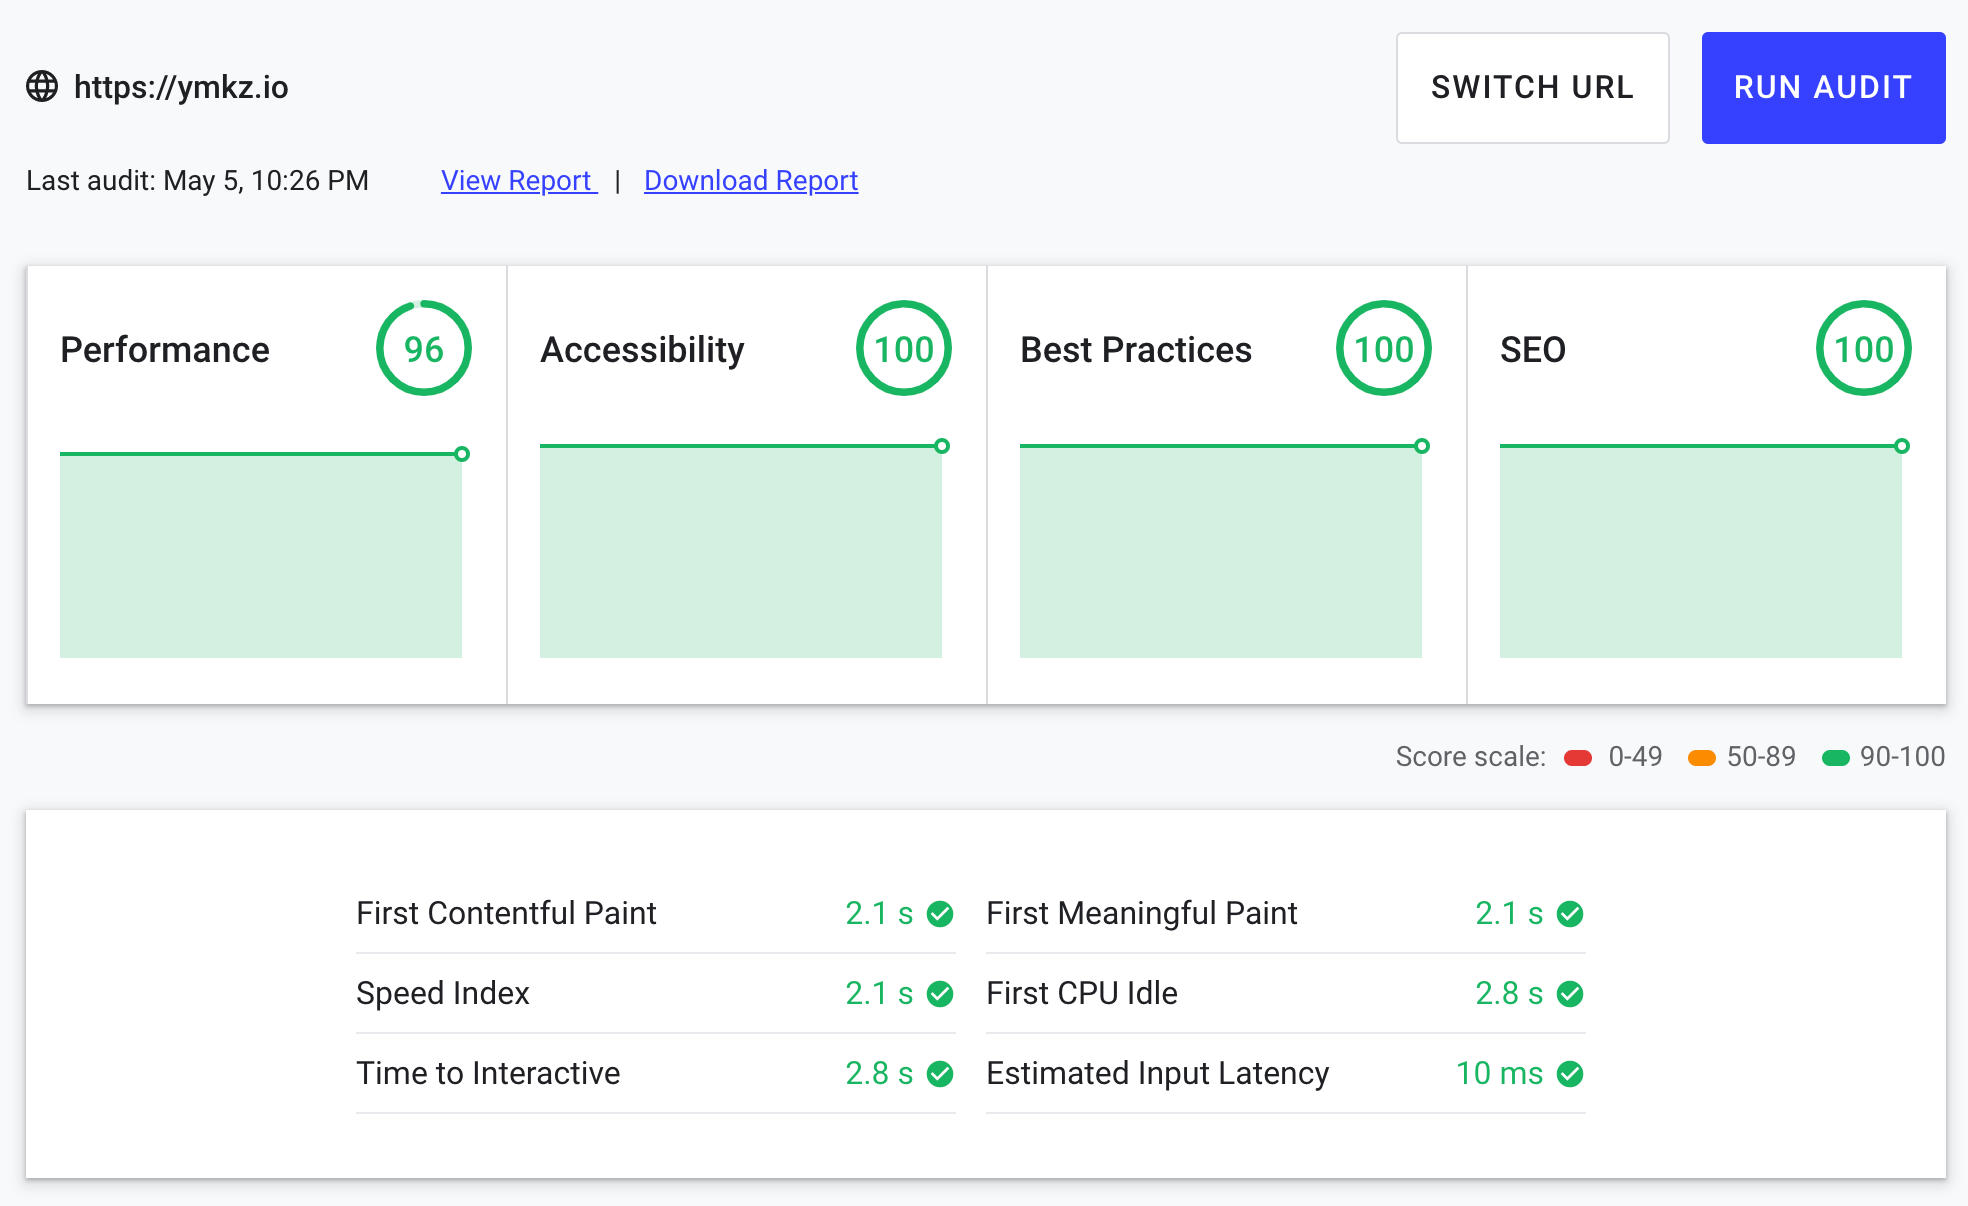 https://ymkz.io
SWITCH URL
RUN AUDIT
Last audit: May 5, 10:26 PM View Report | Download Report
Performance 96
Accessibility 100
Best Practices 100
SEO 100
Score scale: 0-49 50-89 90-100
First Contentful Paint 2.1 s
First Meaningful Paint 2.1 s
Speed Index 2.1 s
First CPU Idle 2.8 s
Time to Interactive 2.8 s
Estimated Input Latency 10 ms